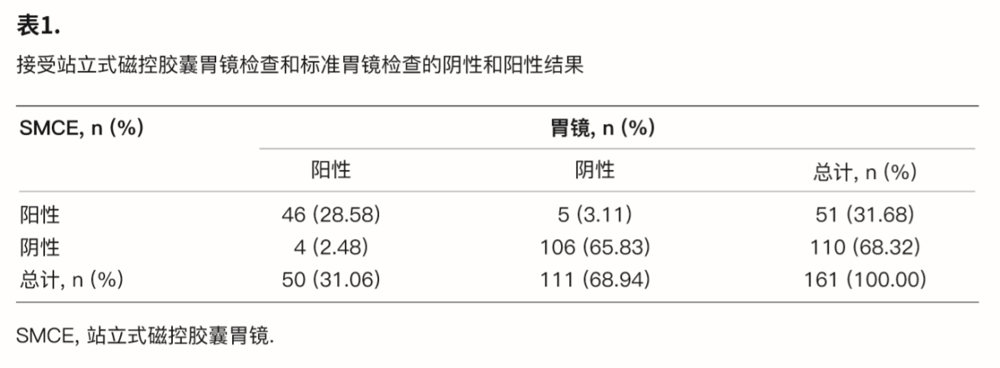 表1.
接受站立式磁控胶囊胃镜检查和标准胃镜检查的阴性和阳性结果
SMCE, n (%) 胃镜, n (%)
阳性 阴性 总计, n (%)
阳性 46 (28.58) 5 (3.11) 51 (31.68)
阴性 4 (2.48) 106 (65.83) 110 (68.32)
总计, n (%) 50 (31.06) 111 (68.94) 161 (100.00)
SMCE, 站立式磁控胶囊胃镜.